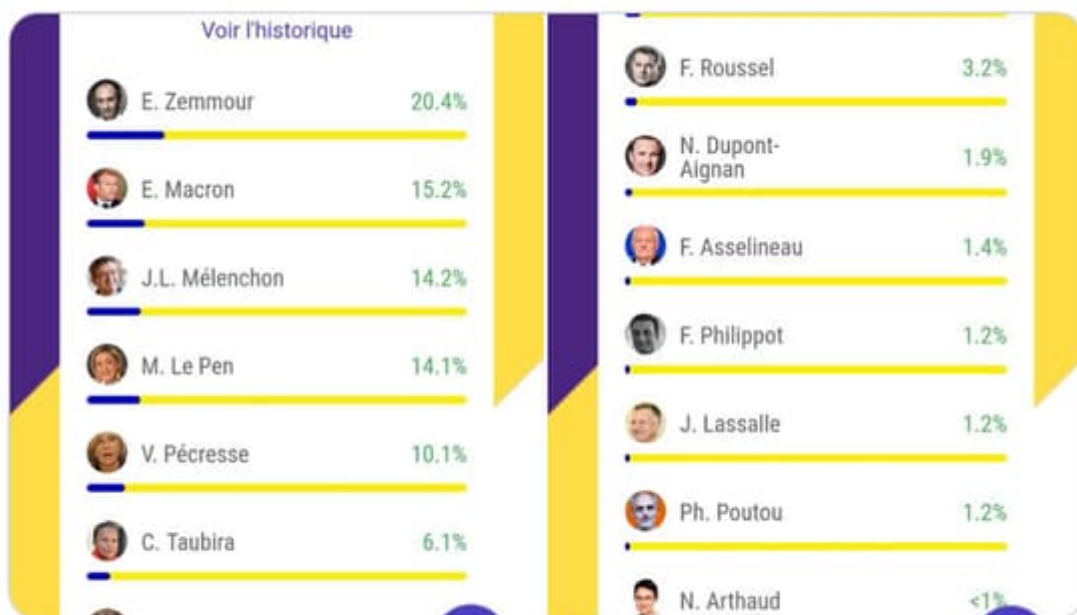 Voir l'historique
E. Zemmour 20.4%
E. Macron 15.2%
J.L. Mélenchon 14.2%
M. Le Pen 14.1%
V. Pécresse 10.1%
C. Taubira 6.1%
F. Roussel 3.2%
N. Dupont-
Aignan 1.9%
F. Asselineau 1.4%
F. Philippot 1.2%
J. Lassalle 1.2%
Ph. Poutou 1.2%
N. Arthaud <1%